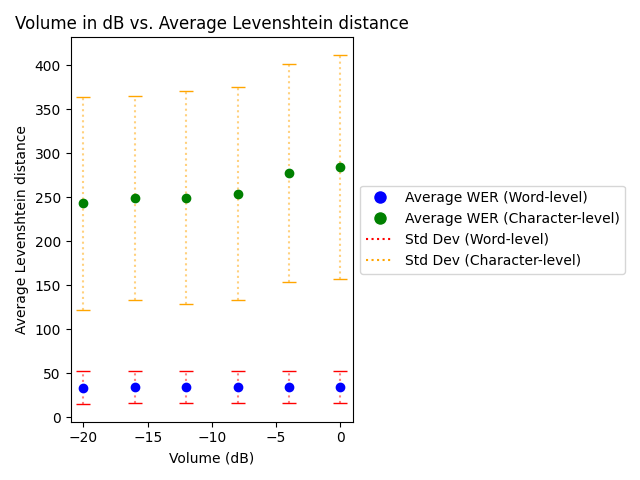 Volume in dB vs. Average Levenshtein distance
Average Levenshtein distance
400
350
300
250
200
150
100
50
0
−20
−15
−10
−5
0
Volume (dB)
Average WER (Word-level)
Average WER (Character-level)
Std Dev (Word-level)
Std Dev (Character-level)